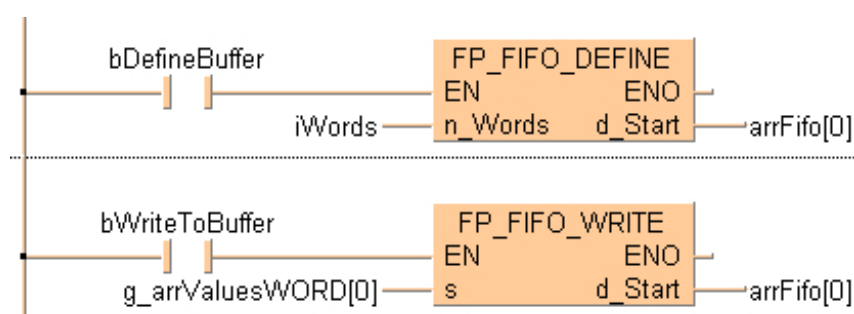 bDefineBuffer FP_FIFO_DEFINE
EN ENO
iWords n_Words d_Start arrFifo[0]
bWriteToBuffer FP_FIFO_WRITE
EN ENO
g_arrValuesWORD[0] s d_Start arrFifo[0]